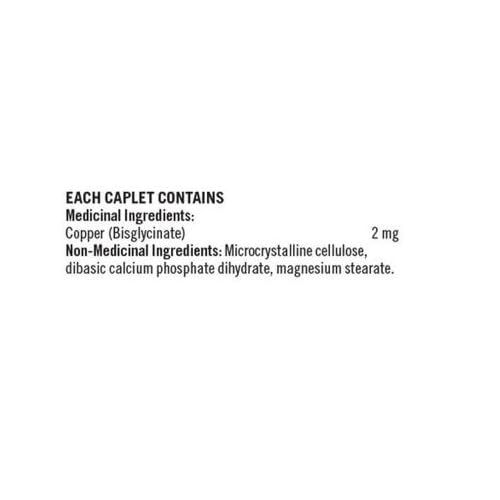 EACH CAPLET CONTAINS
Medicinal Ingredients:
Copper (Bisglycinate) 2 mg
Non-Medicinal Ingredients: Microcrystalline cellulose,
dibasic calcium phosphate dihydrate, magnesium stearate.